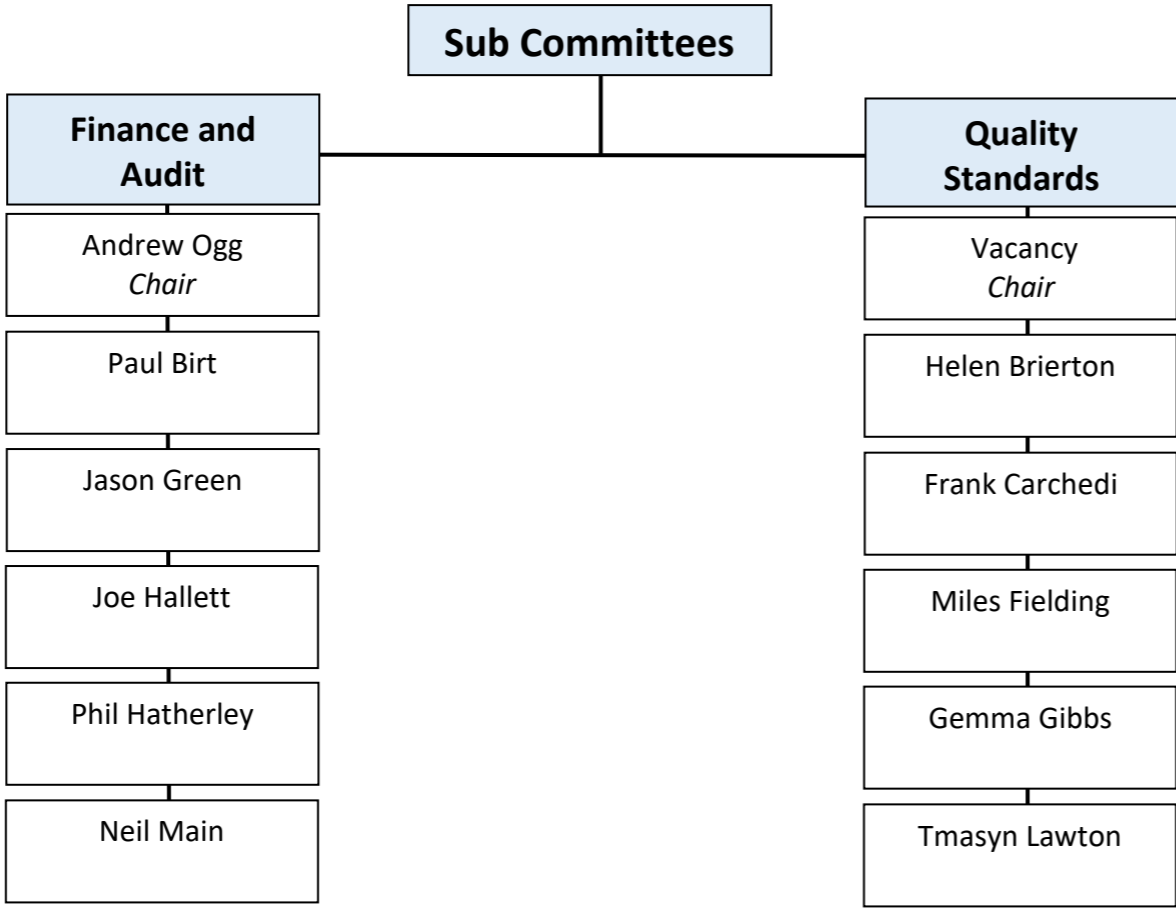 Sub Committees
Finance and
Audit
Andrew Ogg
Chair
Paul Birt
Jason Green
Joe Hallett
Phil Hatherley
Neil Main
Quality
Standards
Vacancy
Chair
Helen Brierton
Frank Carchedi
Miles Fielding
Gemma Gibbs
Tmasyn Lawton